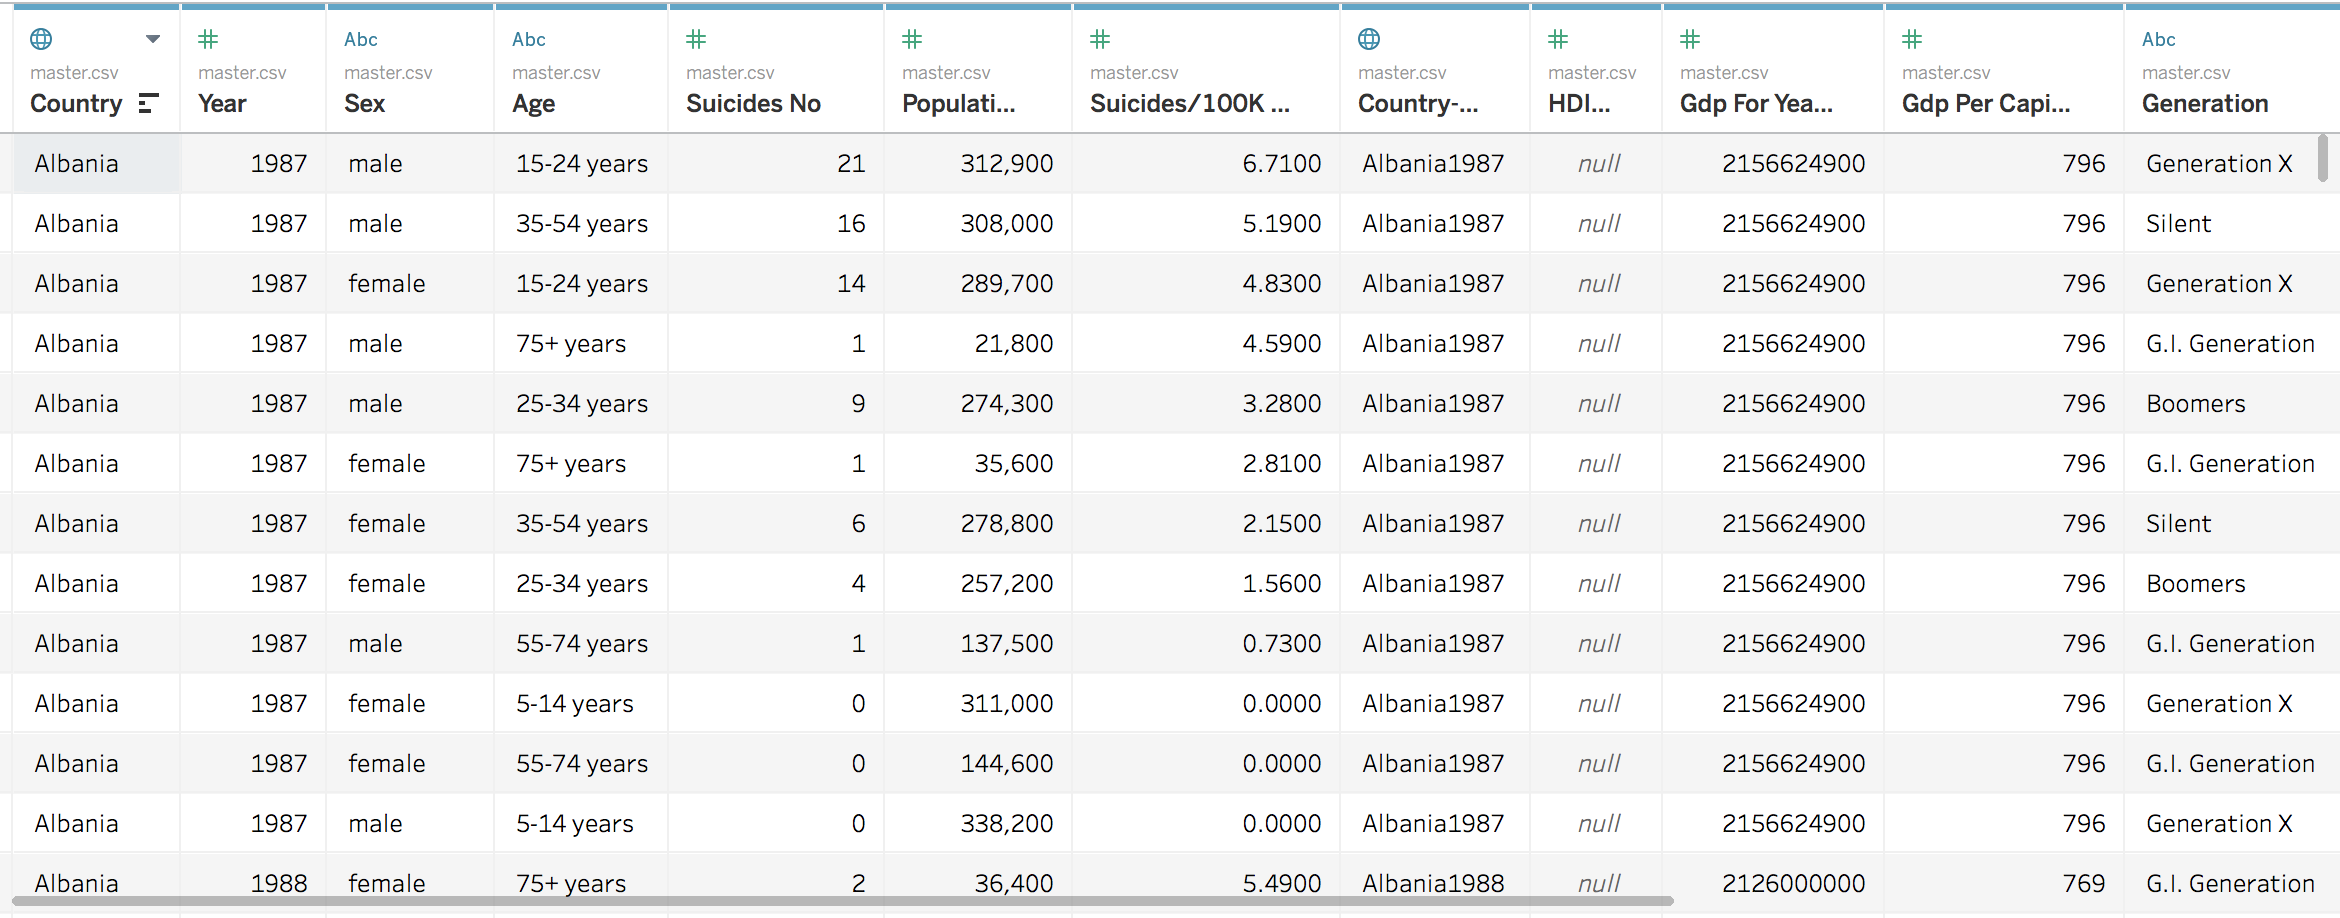 Abc Abc Abc
master.csv master.csv master.csv master.csv master.csv master.csv master.csv master.csv master.csv master.csv master.csv master.csv
Country Year Sex Age Suicides No Populati... Suicides/100K ... Country-... HDI... Gdp For Yea... Gdp Per Capi... Generation
Albania 1987 male 15-24 years 21 312,900 6.7100 Albania1987 null 2156624900 796 Generation X
Albania 1987 male 35-54 years 16 308,000 5.1900 Albania1987 null 2156624900 796 Silent
Albania 1987 female 15-24 years 14 289,700 4.8300 Albania1987 null 2156624900 796 Generation X
Albania 1987 male 75+ years 1 21,800 4.5900 Albania1987 null 2156624900 796 G.I. Generation
Albania 1987 male 25-34 years 9 274,300 3.2800 Albania1987 null 2156624900 796 Boomers
Albania 1987 female 75+ years 1 35,600 2.8100 Albania1987 null 2156624900 796 G.I. Generation
Albania 1987 female 35-54 years 6 278,800 2.1500 Albania1987 null 2156624900 796 Silent
Albania 1987 female 25-34 years 4 257,200 1.5600 Albania1987 null 2156624900 796 Boomers
Albania 1987 male 55-74 years 1 137,500 0.7300 Albania1987 null 2156624900 796 G.I. Generation
Albania 1987 female 5-14 years 0 311,000 0.0000 Albania1987 null 2156624900 796 Generation X
Albania 1987 female 55-74 years 0 144,600 0.0000 Albania1987 null 2156624900 796 G.I. Generation
Albania 1987 male 5-14 years 0 338,200 0.0000 Albania1987 null 2156624900 796 Generation X
Albania 1988 female 75+ years 2 36,400 5.4900 Albania1988 null 2126000000 769 G.I. Generation